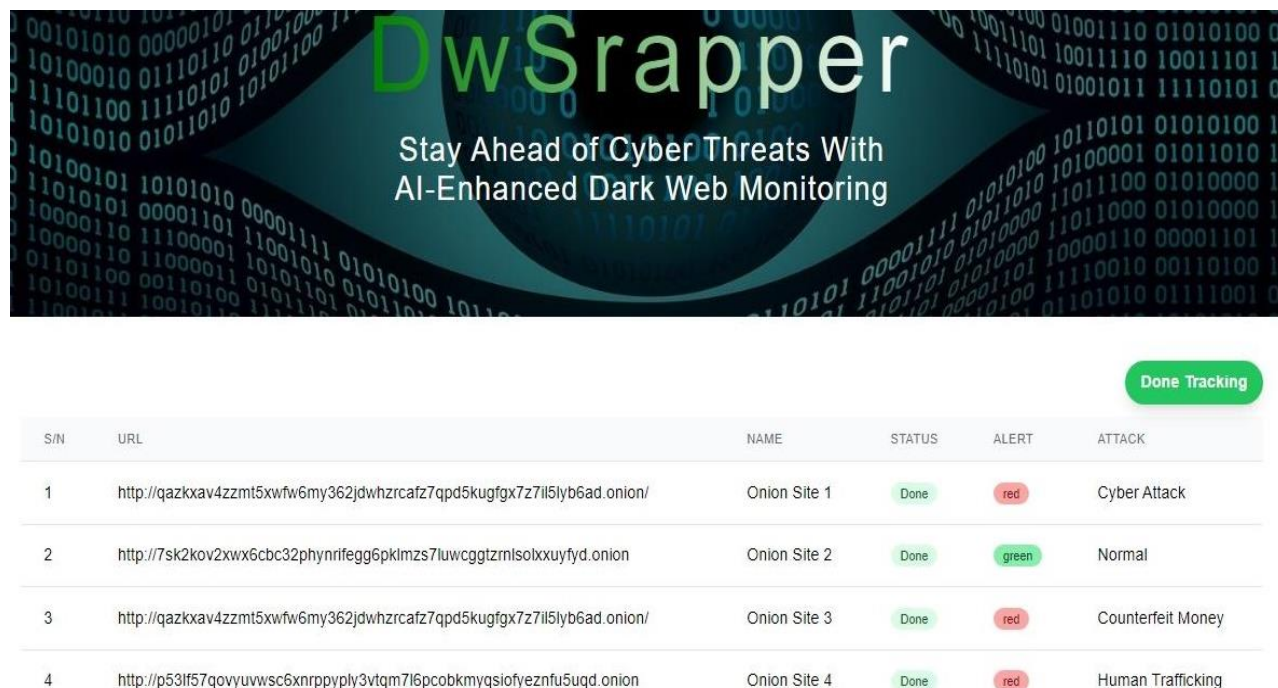 DwSrapper
Stay Ahead of Cyber Threats With
AI-Enhanced Dark Web Monitoring
Done Tracking
S/N URL NAME STATUS ALERT ATTACK
1 http://qazkxav4zzmt5xwfw6my362jdwhzrcafz7qpd5kugfgx7z7il5lyb6ad.onion/ Onion Site 1 Done red Cyber Attack
2 http://7sk2kov2xwx6cbc32phynrifegg6pklmzs7luwcggtzrnlsolxxuyfyd.onion Onion Site 2 Done green Normal
3 http://qazkxav4zzmt5xwfw6my362jdwhzrcafz7qpd5kugfgx7z7il5lyb6ad.onion/ Onion Site 3 Done red Counterfeit Money
4 http://p53lf57qovyuvwsc6xnrppyply3vtqm7l6pcobkmyqsiofyeznfu5uqd.onion Onion Site 4 Done red Human Trafficking